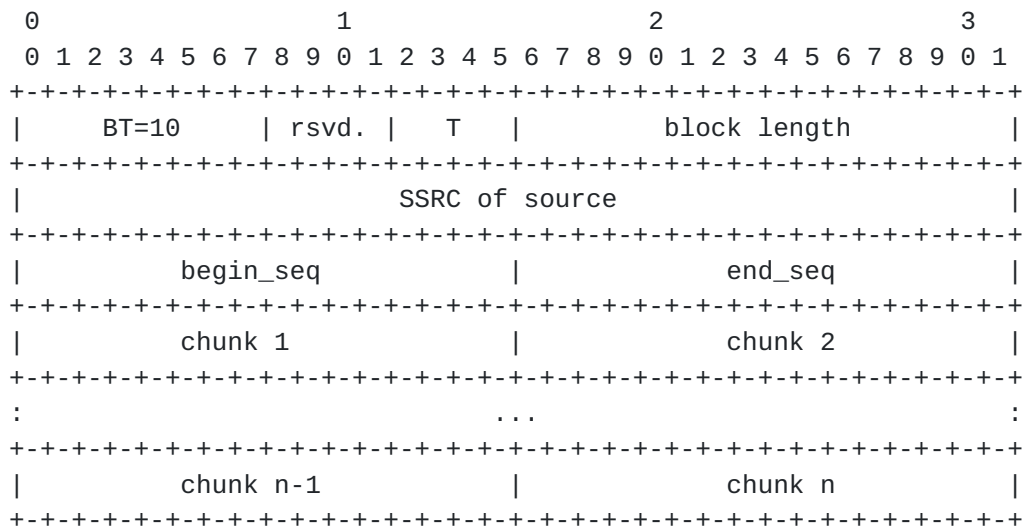 0                   1                   2                   3
 0 1 2 3 4 5 6 7 8 9 0 1 2 3 4 5 6 7 8 9 0 1 2 3 4 5 6 7 8 9 0 1
+-+-+-+-+-+-+-+-+-+-+-+-+-+-+-+-+-+-+-+-+-+-+-+-+-+-+-+-+-+-+-+-+
|     BT=10     | rsvd. |   T   |         block length          |
+-+-+-+-+-+-+-+-+-+-+-+-+-+-+-+-+-+-+-+-+-+-+-+-+-+-+-+-+-+-+-+-+
|                        SSRC of source                         |
+-+-+-+-+-+-+-+-+-+-+-+-+-+-+-+-+-+-+-+-+-+-+-+-+-+-+-+-+-+-+-+-+
|          begin_seq            |             end_seq           |
+-+-+-+-+-+-+-+-+-+-+-+-+-+-+-+-+-+-+-+-+-+-+-+-+-+-+-+-+-+-+-+-+
|          chunk 1              |             chunk 2           |
+-+-+-+-+-+-+-+-+-+-+-+-+-+-+-+-+-+-+-+-+-+-+-+-+-+-+-+-+-+-+-+-+
:                              ...                              :
+-+-+-+-+-+-+-+-+-+-+-+-+-+-+-+-+-+-+-+-+-+-+-+-+-+-+-+-+-+-+-+-+
|          chunk n-1            |             chunk n           |
+-+-+-+-+-+-+-+-+-+-+-+-+-+-+-+-+-+-+-+-+-+-+-+-+-+-+-+-+-+-+-+-+